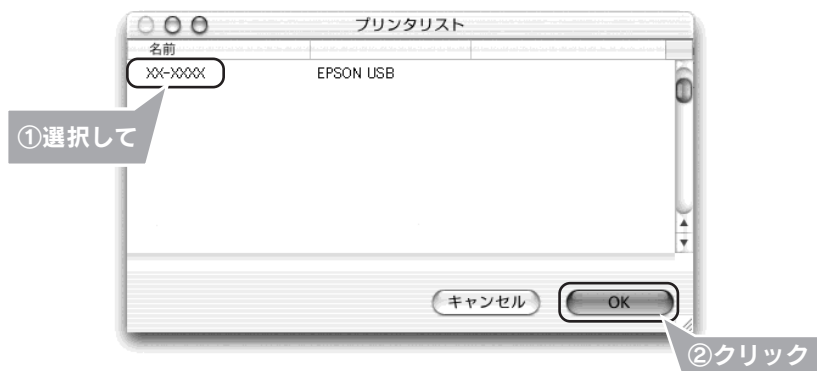 プリンタリスト
名前
XX-XXXX EPSON USB
①選択して
キャンセル OK
②クリック